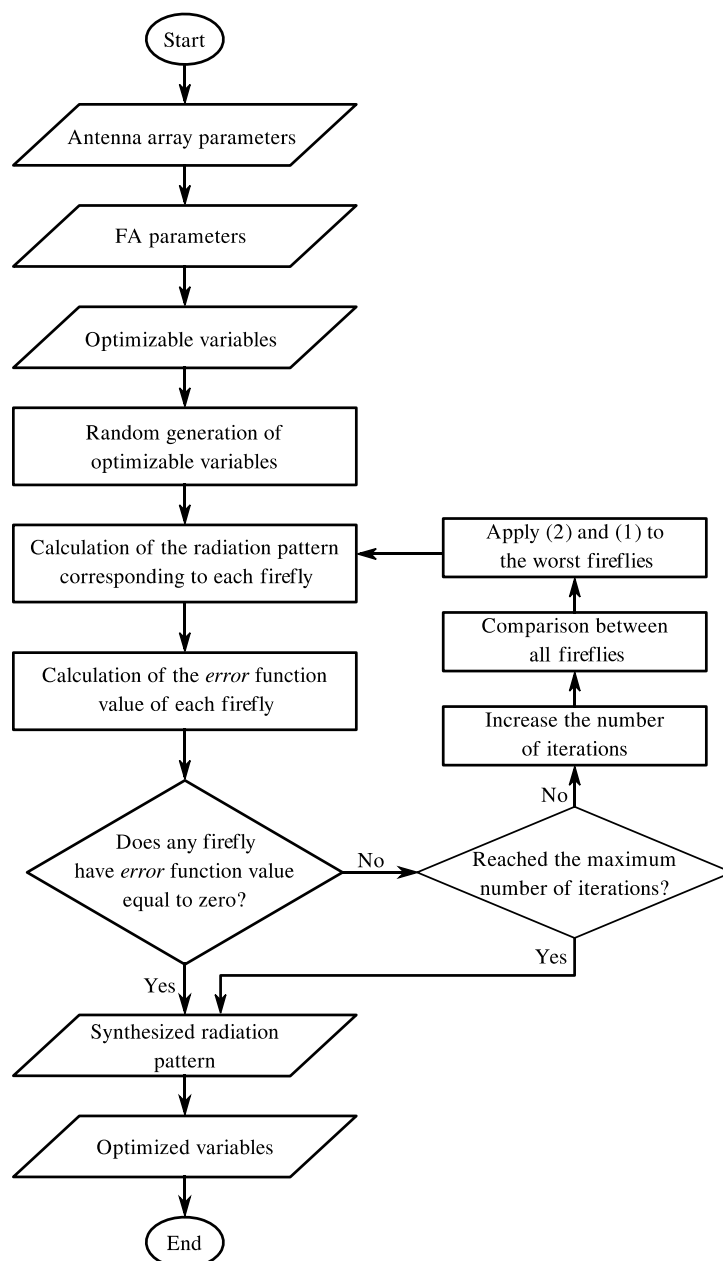 Start
Antenna array parameters
FA parameters
Optimizable variables
Random generation of
optimizable variables
Calculation of the radiation pattern
corresponding to each firefly
Apply (2) and (1) to
the worst fireflies
Comparison between
all fireflies
Calculation of the error function
value of each firefly
Increase the number
of iterations
No
Does any firefly
have error function value
equal to zero?
No
Reached the maximum
number of iterations?
Yes
Yes
Synthesized radiation
pattern
Optimized variables
End